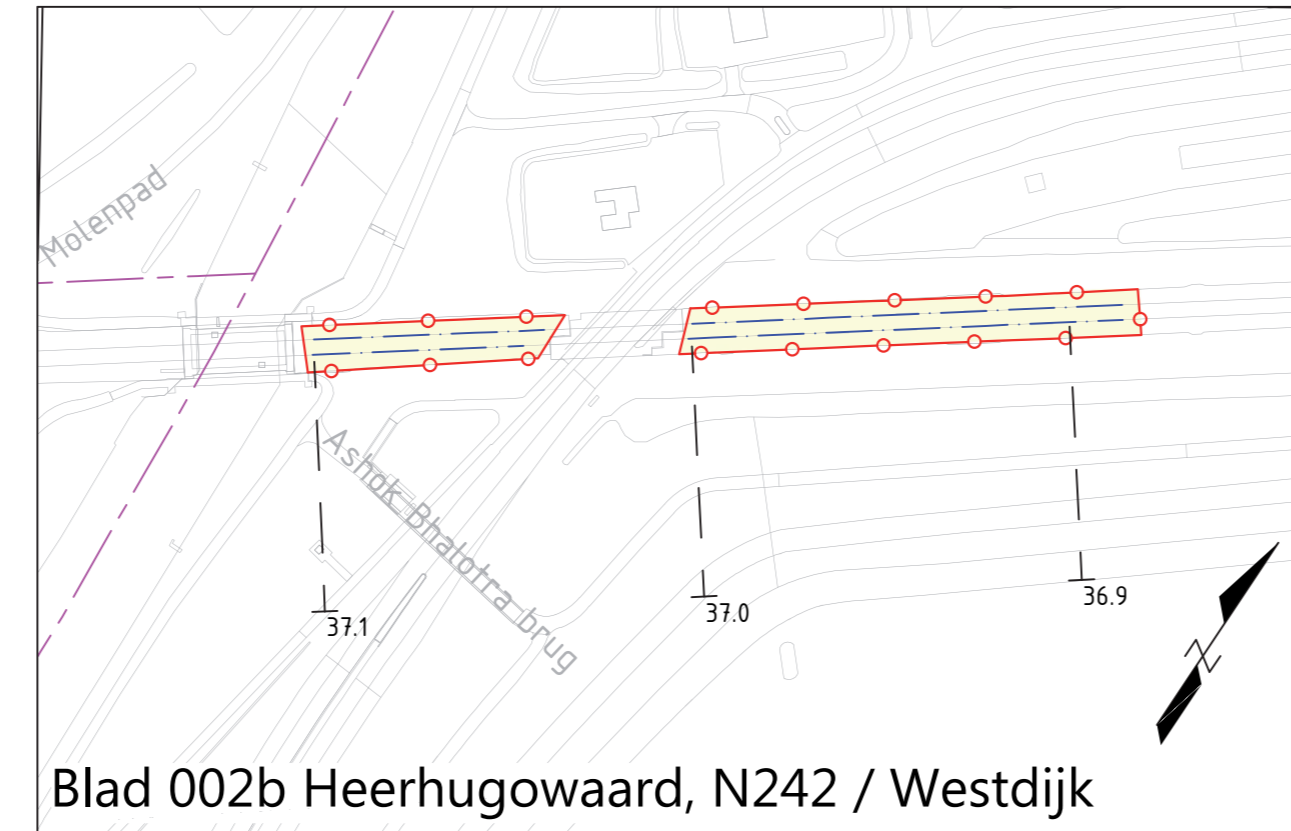 Molenpad
Ashok Bhalotra brug
37.1
37.0
36.9
Z
Blad 002b Heerhugowaard, N242 / Westdijk